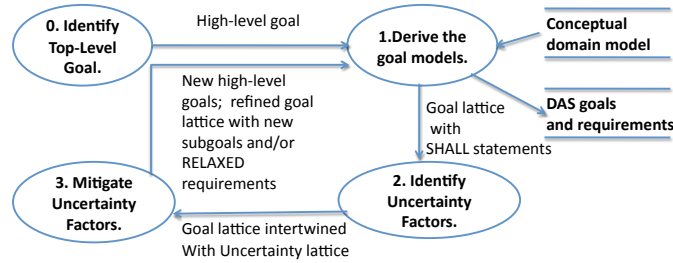 0. Identify
Top-Level
Goal.
High-level goal
1.Derive the
goal models.
Conceptual
domain model
DAS goals
and requirements
New high-level
goals; refined goal
lattice with new
subgoals and/or
RELAXED
requirements
Goal lattice
with
SHALL statements
3. Mitigate
Uncertainty
Factors.
2. Identify
Uncertainty
Factors.
Goal lattice intertwined
With Uncertainty lattice